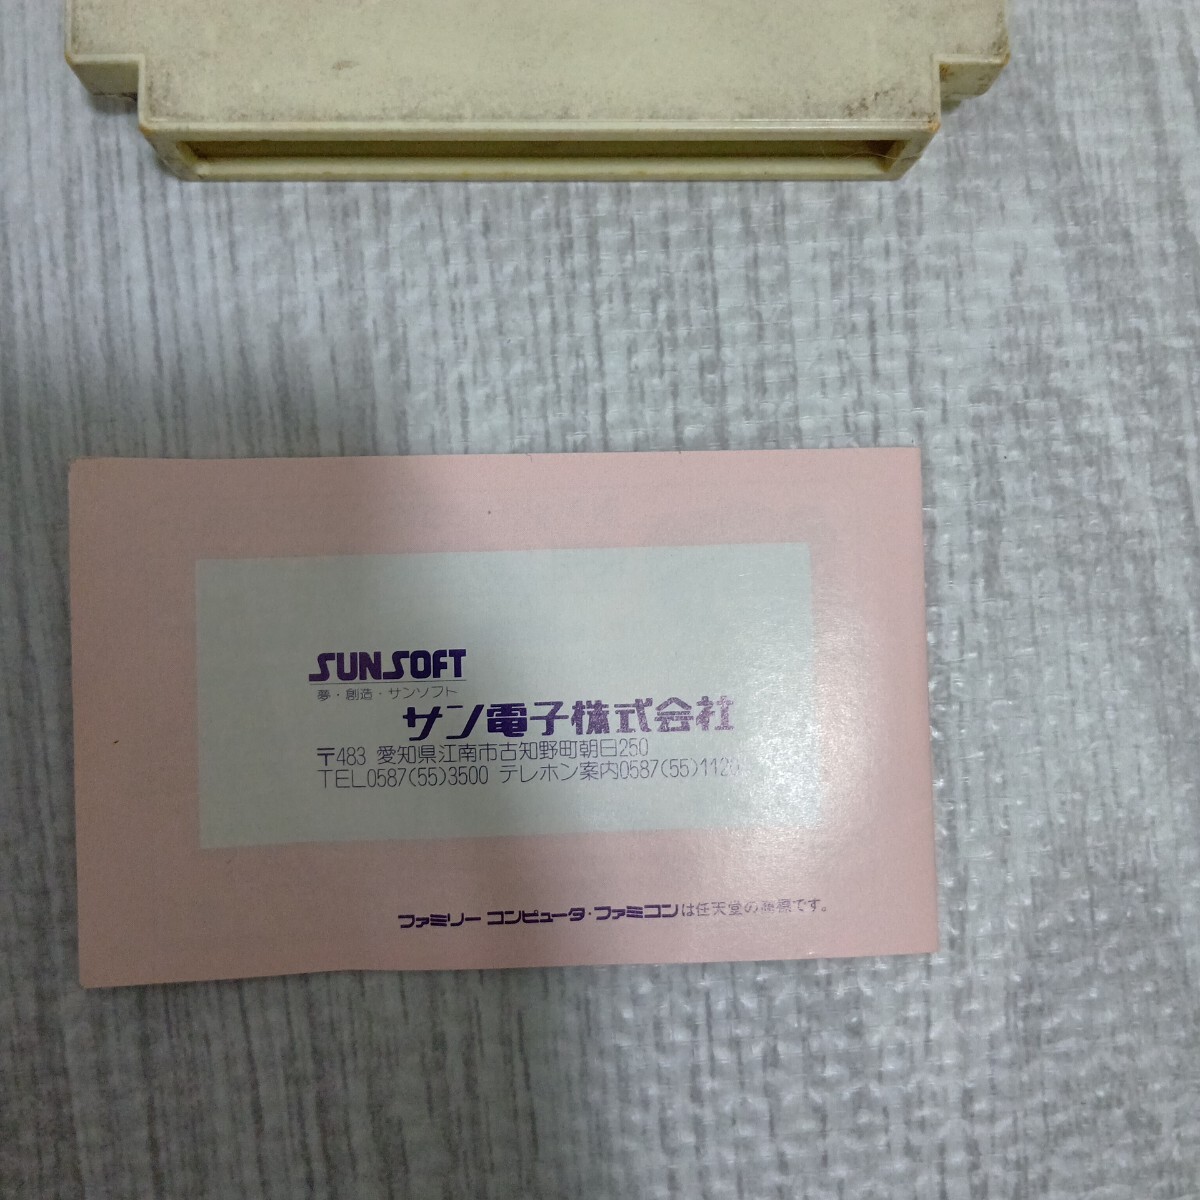 SUNSOFT
夢・創造・サンソフト
サン電子株式会社
〒483 愛知県江南市古知野町朝日250
TEL0587(55)3500 テレホン案内0587(55)1120
ファミリー コンピュータ・ファミコンは任天堂の商標です。